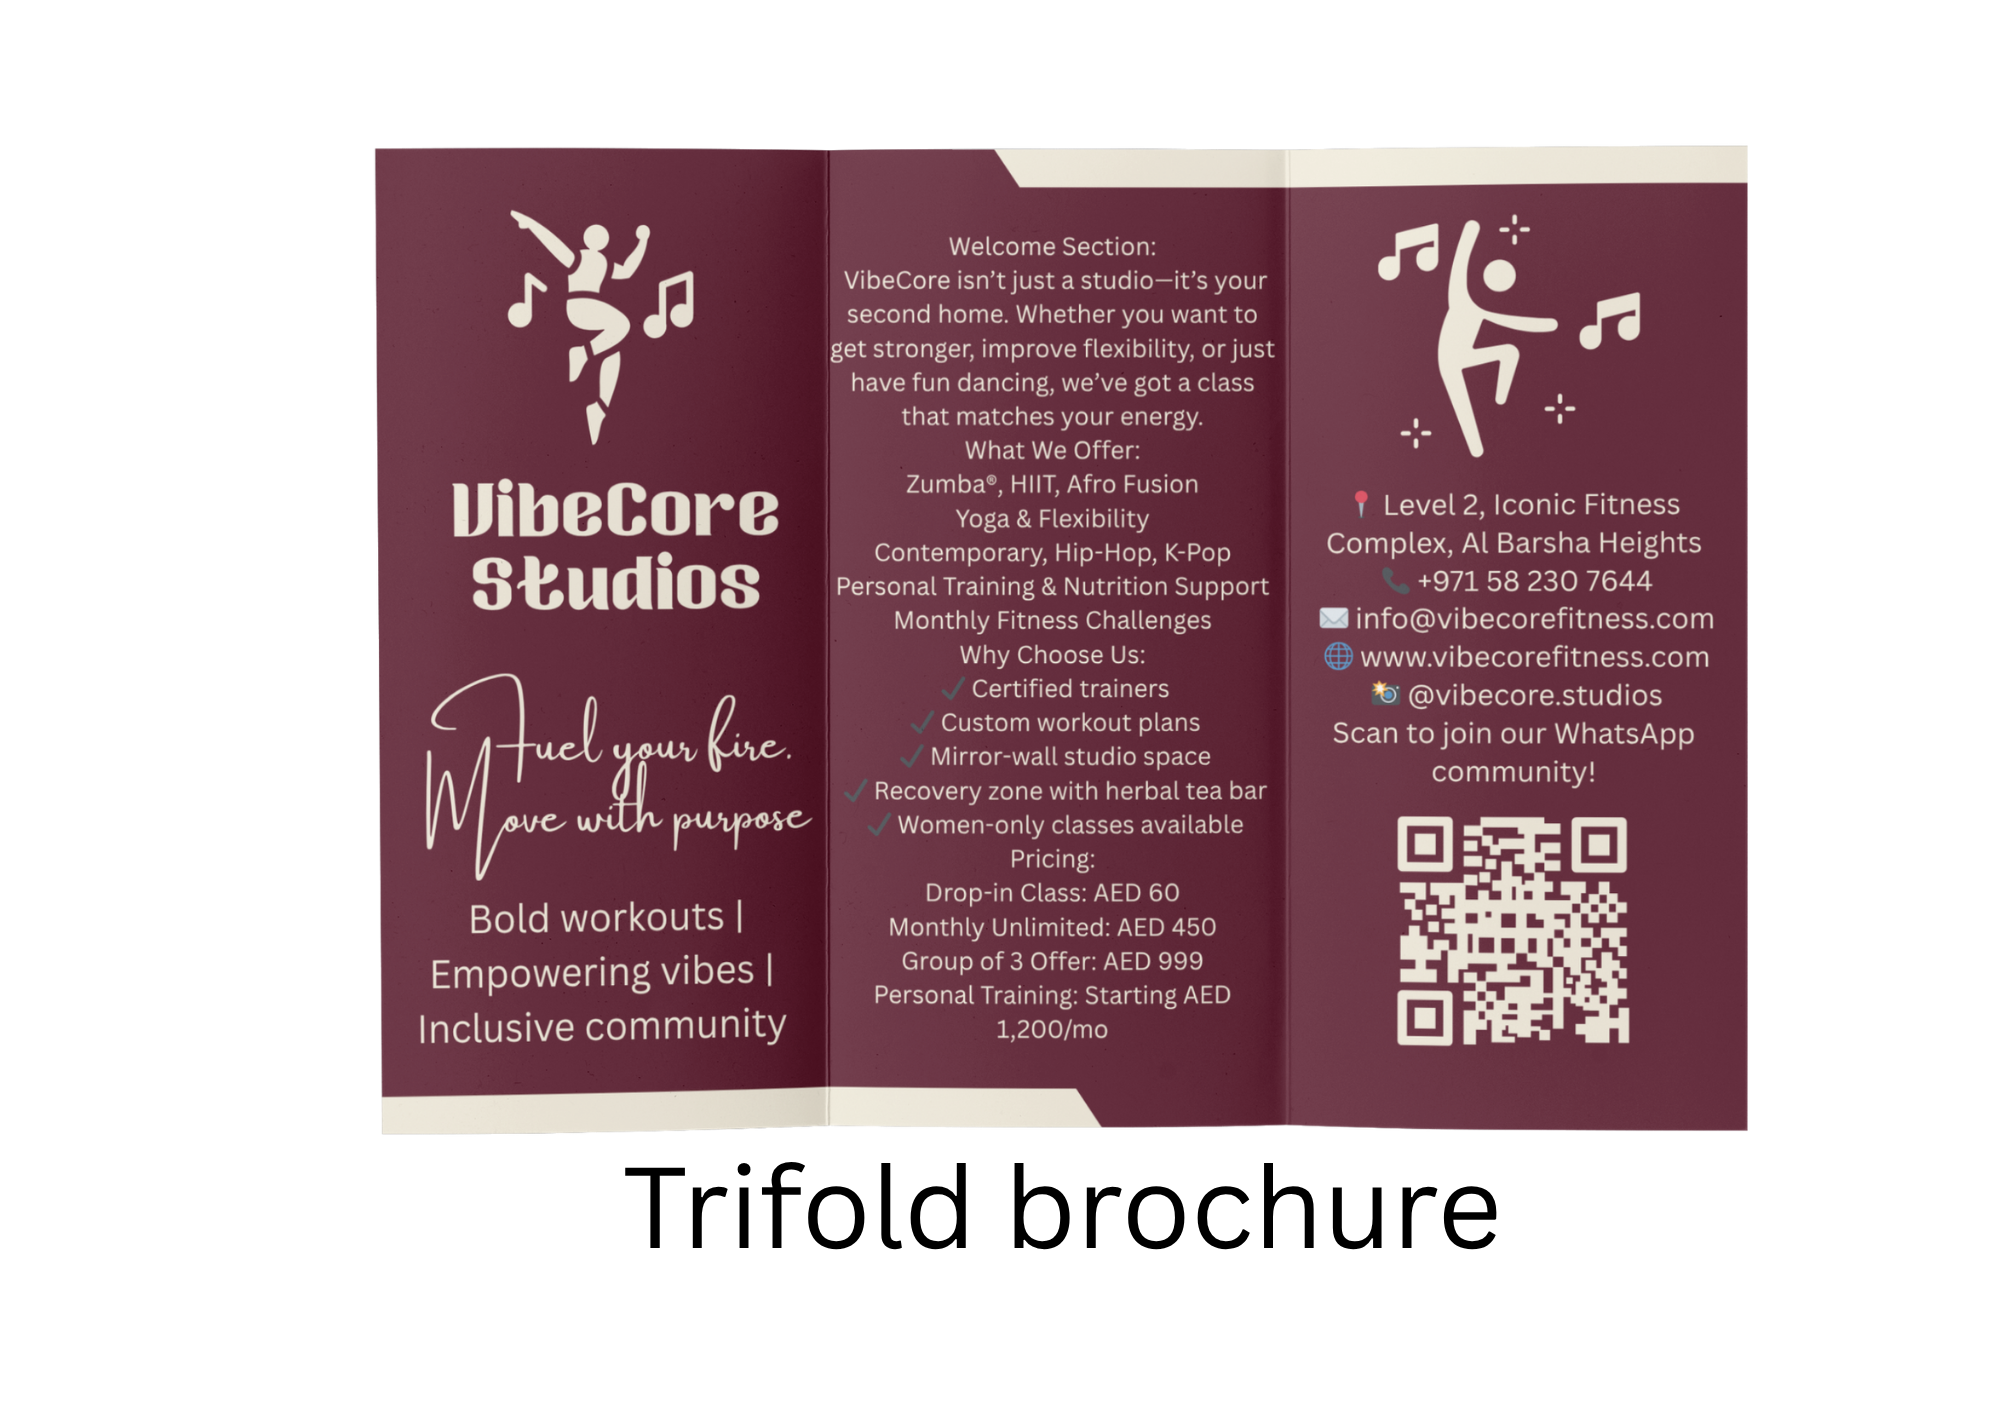 VibeCore
Studios
Fuel your fire.
Move with purpose
Bold workouts |
Empowering vibes |
Inclusive community
Welcome Section:
VibeCore isn’t just a studio—it’s your
second home. Whether you want to
get stronger, improve flexibility, or just
have fun dancing, we’ve got a class
that matches your energy.
What We Offer:
Zumba®, HIIT, Afro Fusion
Yoga & Flexibility
Contemporary, Hip-Hop, K-Pop
Personal Training & Nutrition Support
Monthly Fitness Challenges
Why Choose Us:
✓ Certified trainers
✓ Custom workout plans
✓ Mirror-wall studio space
✓ Recovery zone with herbal tea bar
✓ Women-only classes available
Pricing:
Drop-in Class: AED 60
Monthly Unlimited: AED 450
Group of 3 Offer: AED 999
Personal Training: Starting AED
1,200/mo
📍 Level 2, Iconic Fitness
Complex, Al Barsha Heights
📞 +971 58 230 7644
✉️ info@vibecorefitness.com
🌐 www.vibecorefitness.com
📸 @vibecore.studios
Scan to join our WhatsApp
community!
Trifold brochure